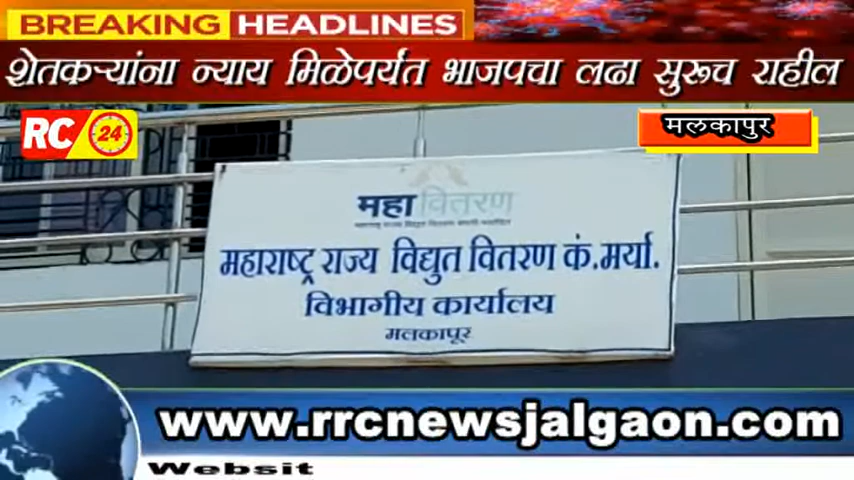 BREAKING HEADLINES
शेतकऱ्यांना न्याय मिळेपर्यंत भाजपचा लढा सुरूच राहील
RC 24
मलकापुर
महावितरण
महाराष्ट्र राज्य विद्युत वितरण कं.मर्या.
विभागीय कार्यालय
मलकापूर
www.rrcnewsjalgaon.com
Websit